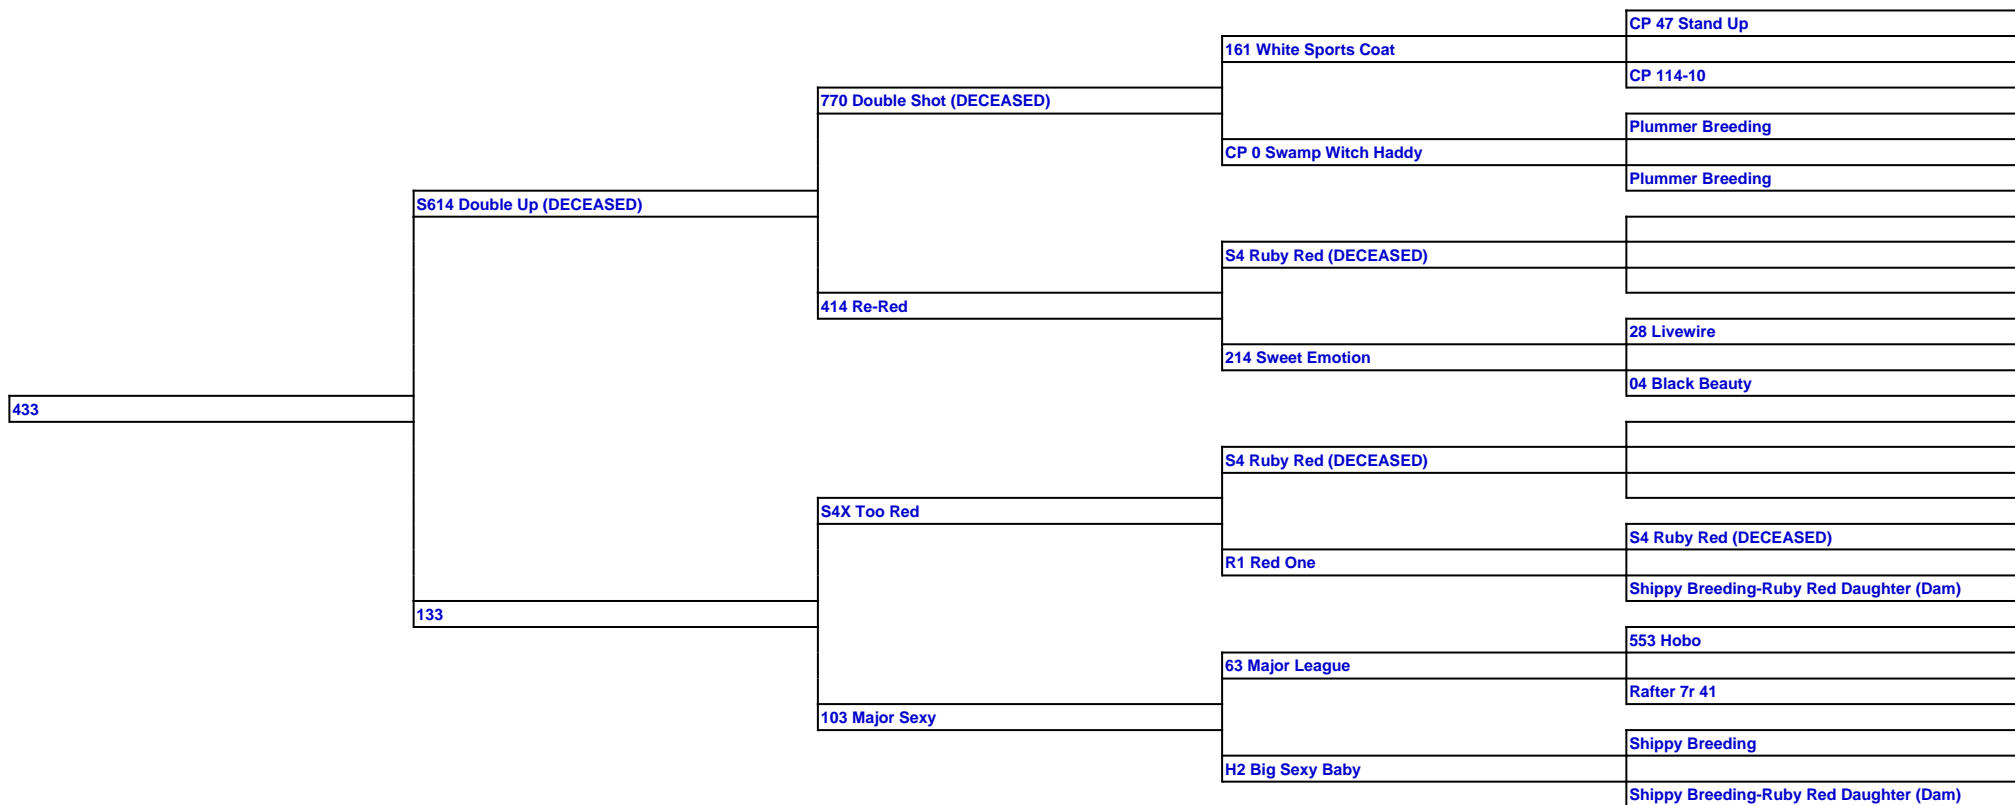 CP 47 Stand Up
161 White Sports Coat
CP 114-10
770 Double Shot (DECEASED)
Plummer Breeding
CP 0 Swamp Witch Haddy
Plummer Breeding
S614 Double Up (DECEASED)
S4 Ruby Red (DECEASED)
414 Re-Red
28 Livewire
214 Sweet Emotion
04 Black Beauty
433
S4 Ruby Red (DECEASED)
S4X Too Red
S4 Ruby Red (DECEASED)
R1 Red One
Shippy Breeding-Ruby Red Daughter (Dam)
133
553 Hobo
63 Major League
Rafter 7r 41
103 Major Sexy
Shippy Breeding
H2 Big Sexy Baby
Shippy Breeding-Ruby Red Daughter (Dam)